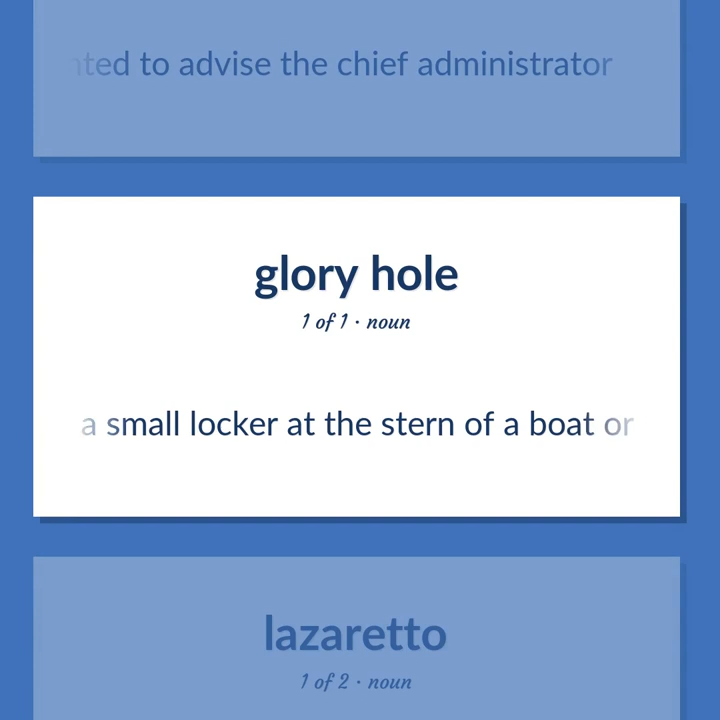 to advise the chief administrator
glory hole
1 of 1 · noun
a small locker at the stern of a boat or
lazaretto
1 of 2 · noun